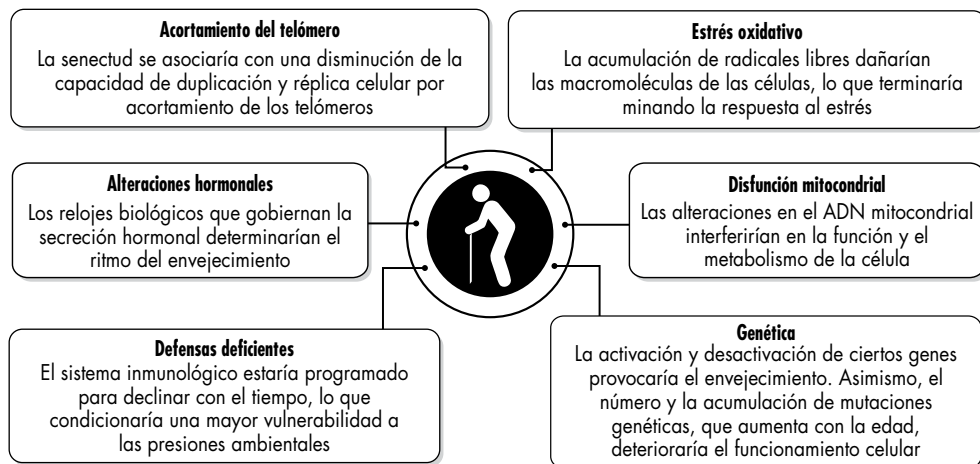 Acortamiento del telómero
La senectud se asociaría con una disminución de la
capacidad de duplicación y réplica celular por
acortamiento de los telómeros
Estrés oxidativo
La acumulación de radicales libres dañarían
las macromoléculas de las células, lo que terminaría
minando la respuesta al estrés
Alteraciones hormonales
Los relojes biológicos que gobiernan la
secreción hormonal determinarían el
ritmo del envejecimiento
Disfunción mitocondrial
Las alteraciones en el ADN mitocondrial
interferirían en la función y el
metabolismo de la célula
Defensas deficientes
El sistema inmunológico estaría programado
para declinar con el tiempo, lo que
condicionaría una mayor vulnerabilidad a
las presiones ambientales
Genética
La activación y desactivación de ciertos genes
provocaría el envejecimiento. Asimismo, el
número y la acumulación de mutaciones
genéticas, que aumenta con la edad,
deterioraría el funcionamiento celular